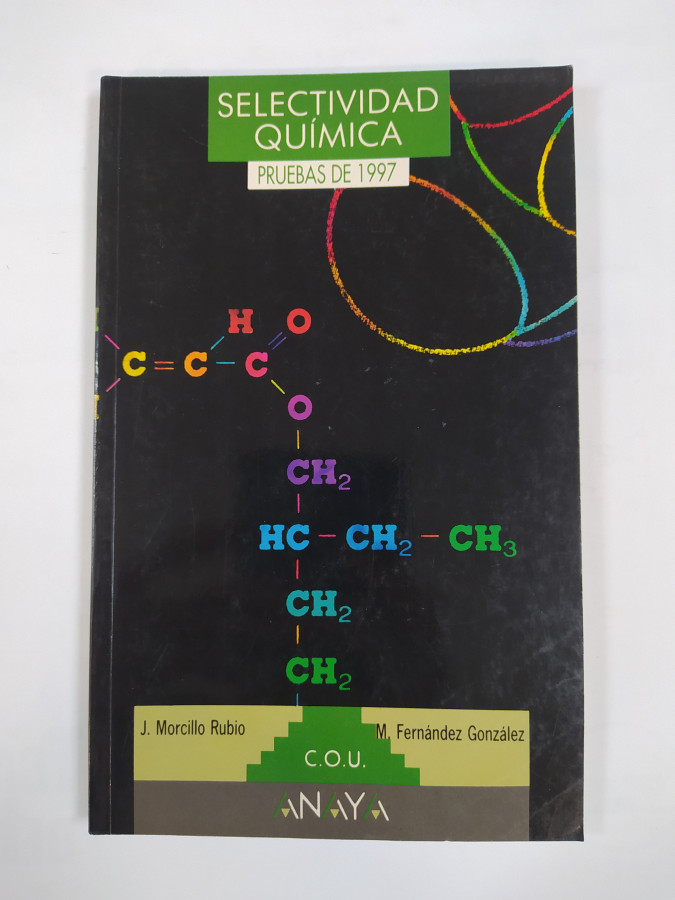 SELECTIVIDAD
QUÍMICA
PRUEBAS DE 1997
H O
C = C - C
O
CH2
HC - CH2 - CH3
CH2
CH2
J. Morcillo Rubio
M. Fernández González
C.O.U.
ANAYA